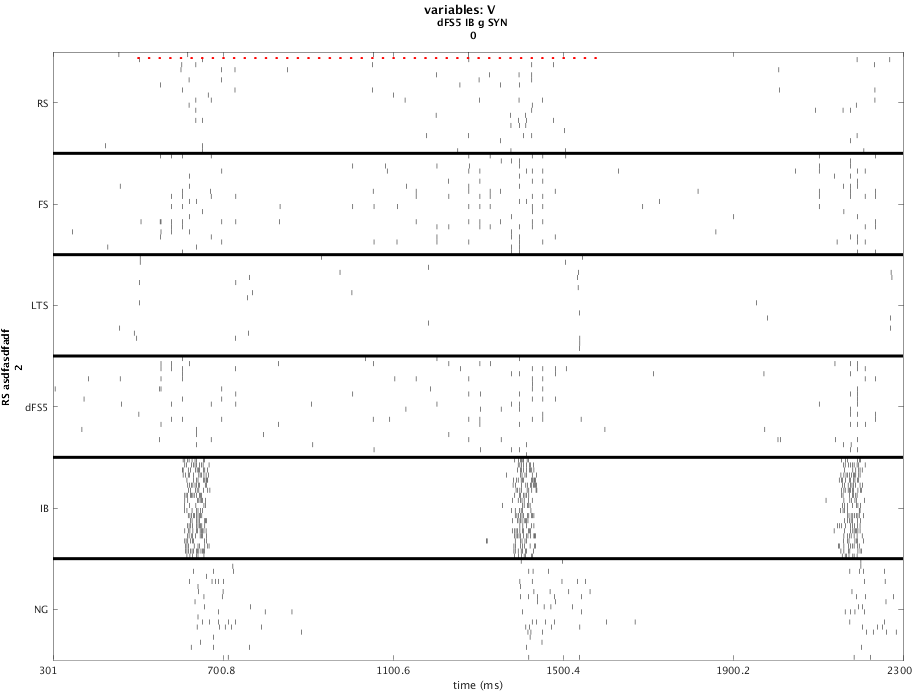 variables: V
dFS5 IB g SYN
0
RS
FS
LTS
RS asdfasdfadf
2
dFS5
IB
NG
301
700.8
1100.6
1500.4
1900.2
2300
time (ms)